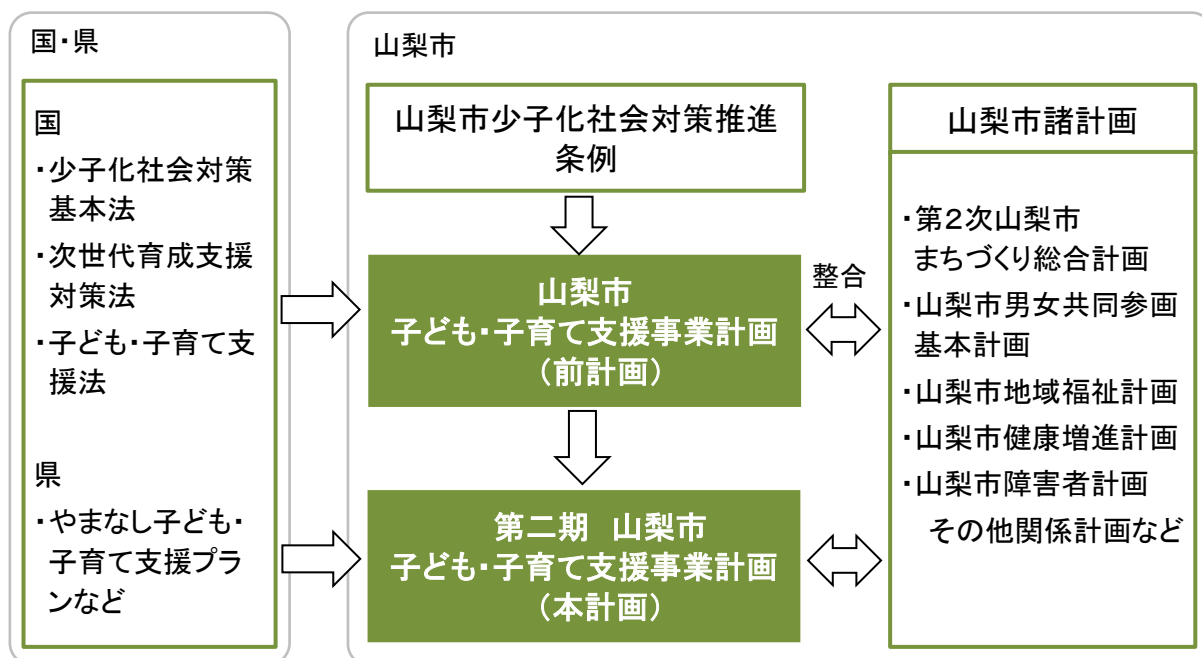 国・県
国
・少子化社会対策
基本法
・次世代育成支援
対策法
・子ども・子育て支
援法
県
・やまなし子ども・
子育て支援プラ
ンなど
山梨市
山梨市少子化社会対策推進
条例
山梨市
子ども・子育て支援事業計画
（前計画）
第二期　山梨市
子ども・子育て支援事業計画
（本計画）
整合
山梨市諸計画
・第２次山梨市
まちづくり総合計画
・山梨市男女共同参画
基本計画
・山梨市地域福祉計画
・山梨市健康増進計画
・山梨市障害者計画
その他関係計画など